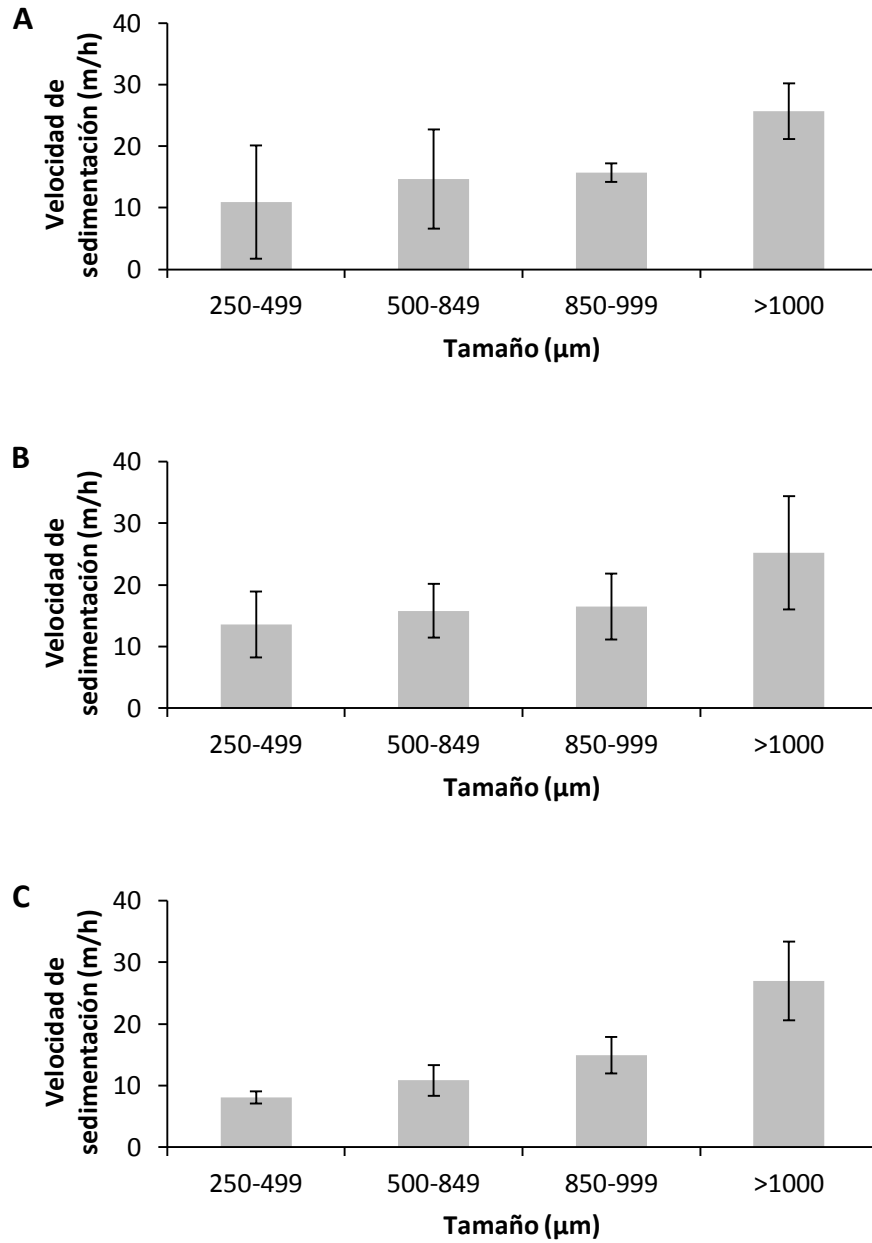 A
Velocidad de
sedimentación (m/h)
40
30
20
10
0
250-499 500-849 850-999 >1000
Tamaño (µm)
B
Velocidad de
sedimentación (m/h)
40
30
20
10
0
250-499 500-849 850-999 >1000
Tamaño (µm)
C
Velocidad de
sedimentación (m/h)
40
30
20
10
0
250-499 500-849 850-999 >1000
Tamaño (µm)